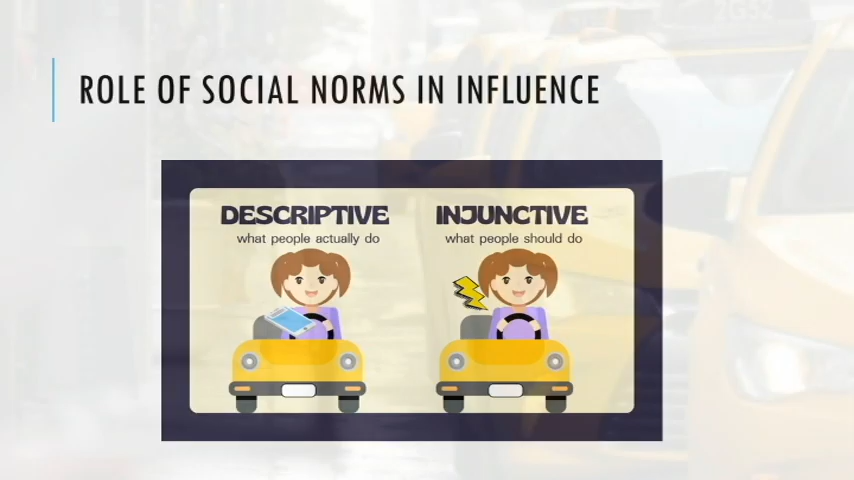 ROLE OF SOCIAL NORMS IN INFLUENCE
DESCRIPTIVE
what people actually do
INJUNCTIVE
what people should do